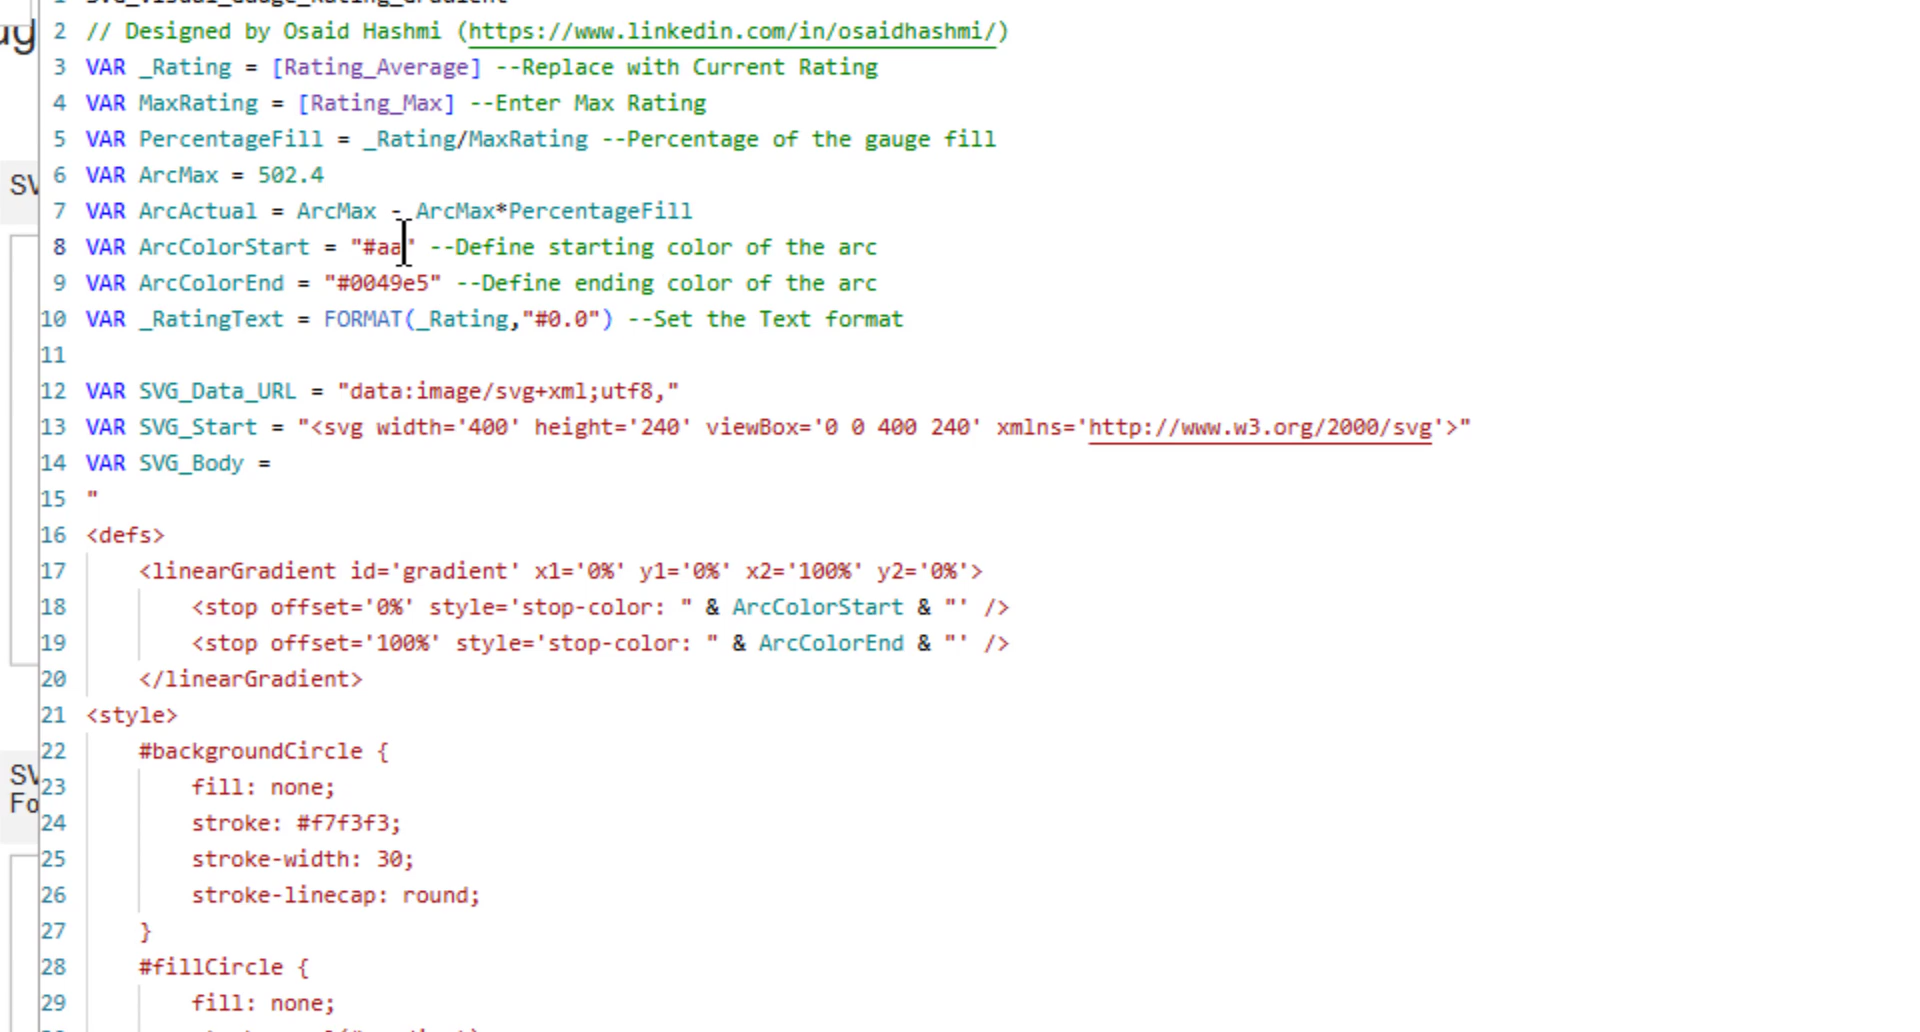 2 // Designed by Osaid Hashmi (https://www.linkedin.com/in/osaidhashmi/)
3 VAR _Rating = [Rating_Average] --Replace with Current Rating
4 VAR MaxRating = [Rating_Max] --Enter Max Rating
5 VAR PercentageFill = _Rating/MaxRating --Percentage of the gauge fill
6 VAR ArcMax = 502.4
SV
7 VAR ArcActual = ArcMax - ArcMax*PercentageFill
8 VAR ArcColorStart = "#aa" --Define starting color of the arc
9 VAR ArcColorEnd = "#0049e5" --Define ending color of the arc
10 VAR _RatingText = FORMAT(_Rating,"#0.0") --Set the Text format
11
12 VAR SVG_Data_URL = "data:image/svg+xml;utf8,"
13 VAR SVG_Start = "<svg width='400' height='240' viewBox='0 0 400 240' xmlns='http://www.w3.org/2000/svg'>"
14 VAR SVG_Body =
15 "
16 <defs>
17 <linearGradient id='gradient' x1='0%' y1='0%' x2='100%' y2='0%'>
18 <stop offset='0%' style='stop-color: " & ArcColorStart & "' />
19 <stop offset='100%' style='stop-color: " & ArcColorEnd & "' />
20 </linearGradient>
21 <style>
22 #backgroundCircle {
SV
23 fill: none;
Fo
24 stroke: #f7f3f3;
25 stroke-width: 30;
26 stroke-linecap: round;
27 }
28 #fillCircle {
29 fill: none;